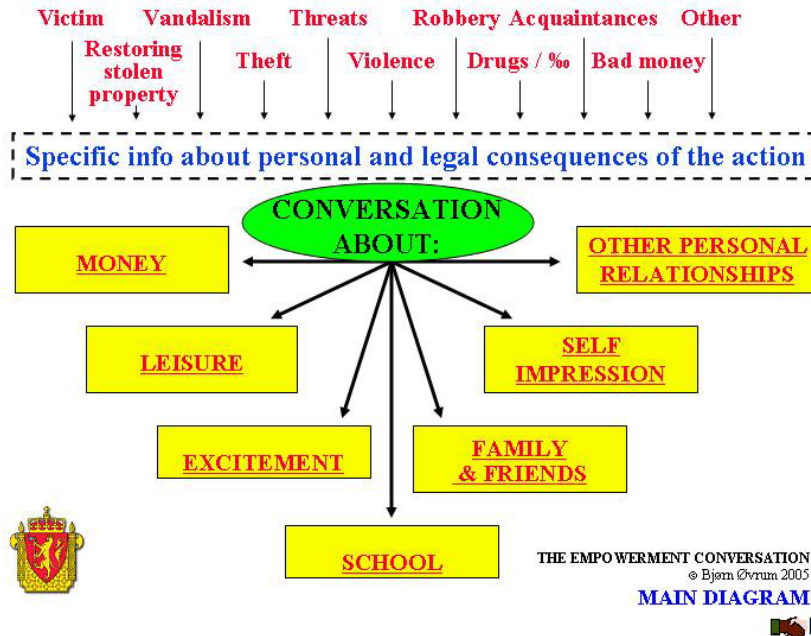 Victim Vandalism Threats Robbery Acquaintances Other
Restoring
stolen
property
Theft Violence Drugs / ‰ Bad money
Specific info about personal and legal consequences of the action
CONVERSATION
ABOUT:
MONEY
OTHER PERSONAL
RELATIONSHIPS
LEISURE
SELF
IMPRESSION
EXCITEMENT
FAMILY
& FRIENDS
SCHOOL
THE EMPOWERMENT CONVERSATION
© Bjørn Øvrum 2005
MAIN DIAGRAM